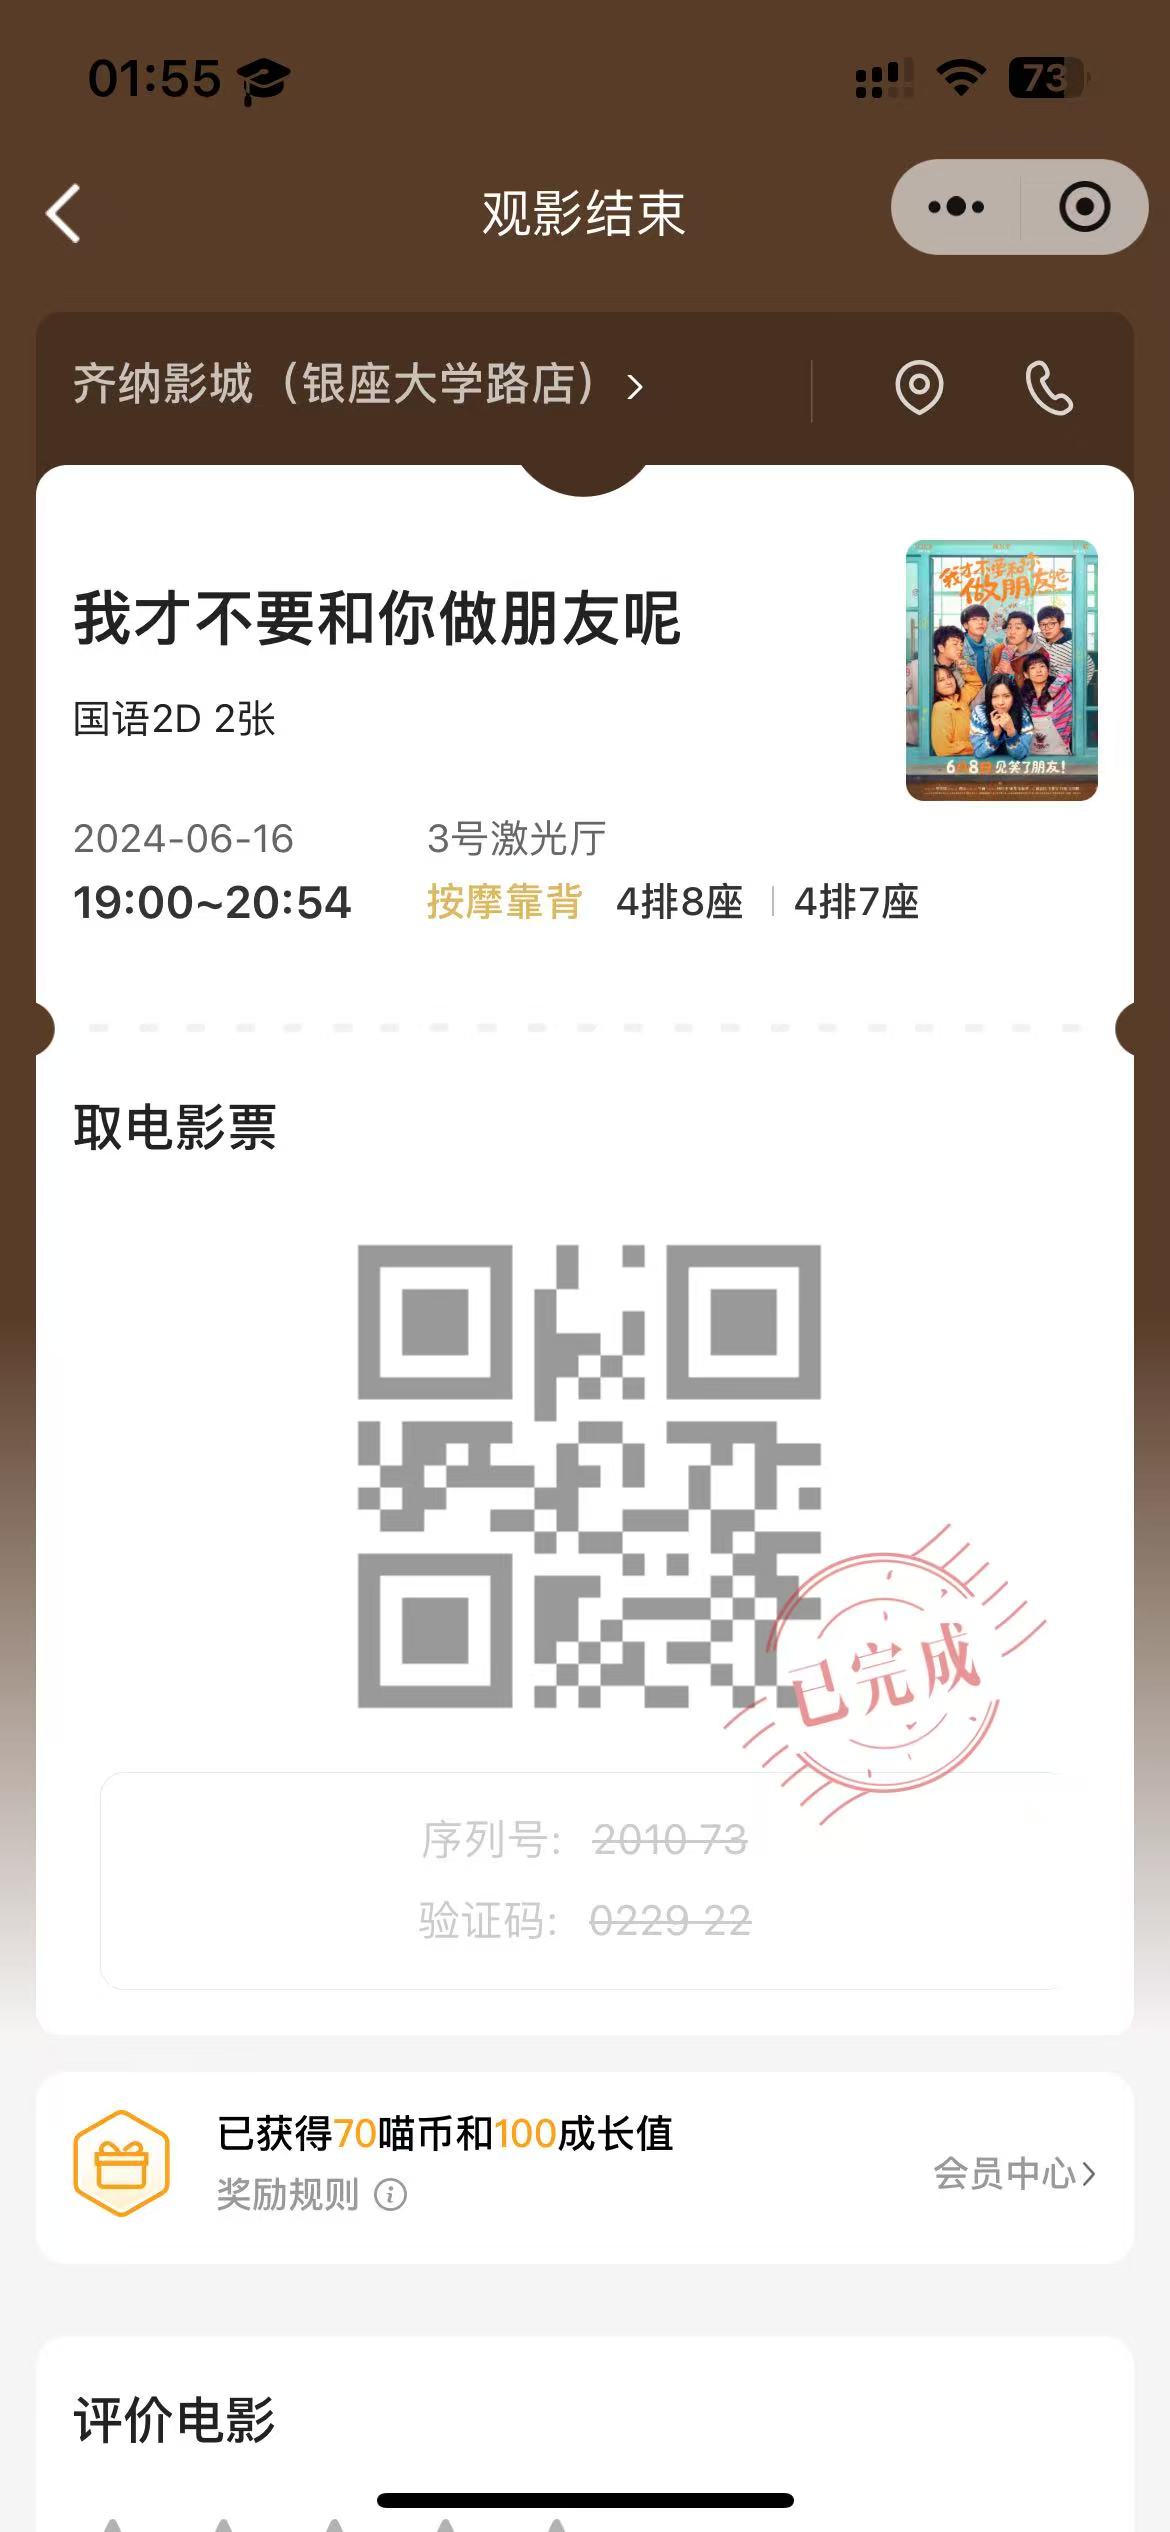 01:55
73
观影结束
齐纳影城（银座大学路店）
我才不要和你做朋友呢
国语2D 2张
我才不要和你
做朋友呢
6月8日 见笑了朋友!
2024-06-16 3号激光厅
19:00~20:54 按摩靠背 4排8座 4排7座
取电影票
已完成
序列号: 2010 73
验证码: 0229 22
已获得70喵币和100成长值
奖励规则
会员中心
评价电影